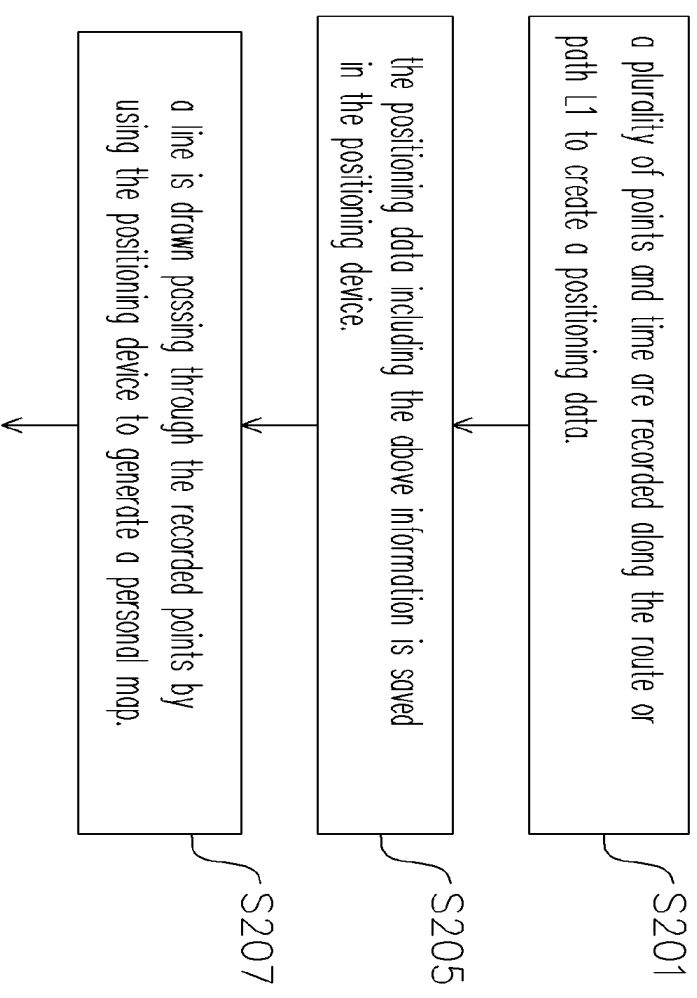 a plurality of points and time are recorded along the route or
path L1 to create a positioning data.
S201
the positioning data including the above information is saved
in the positioning device.
S205
a line is drawn passing through the recorded points by
using the positioning device to generate a personal map.
S207